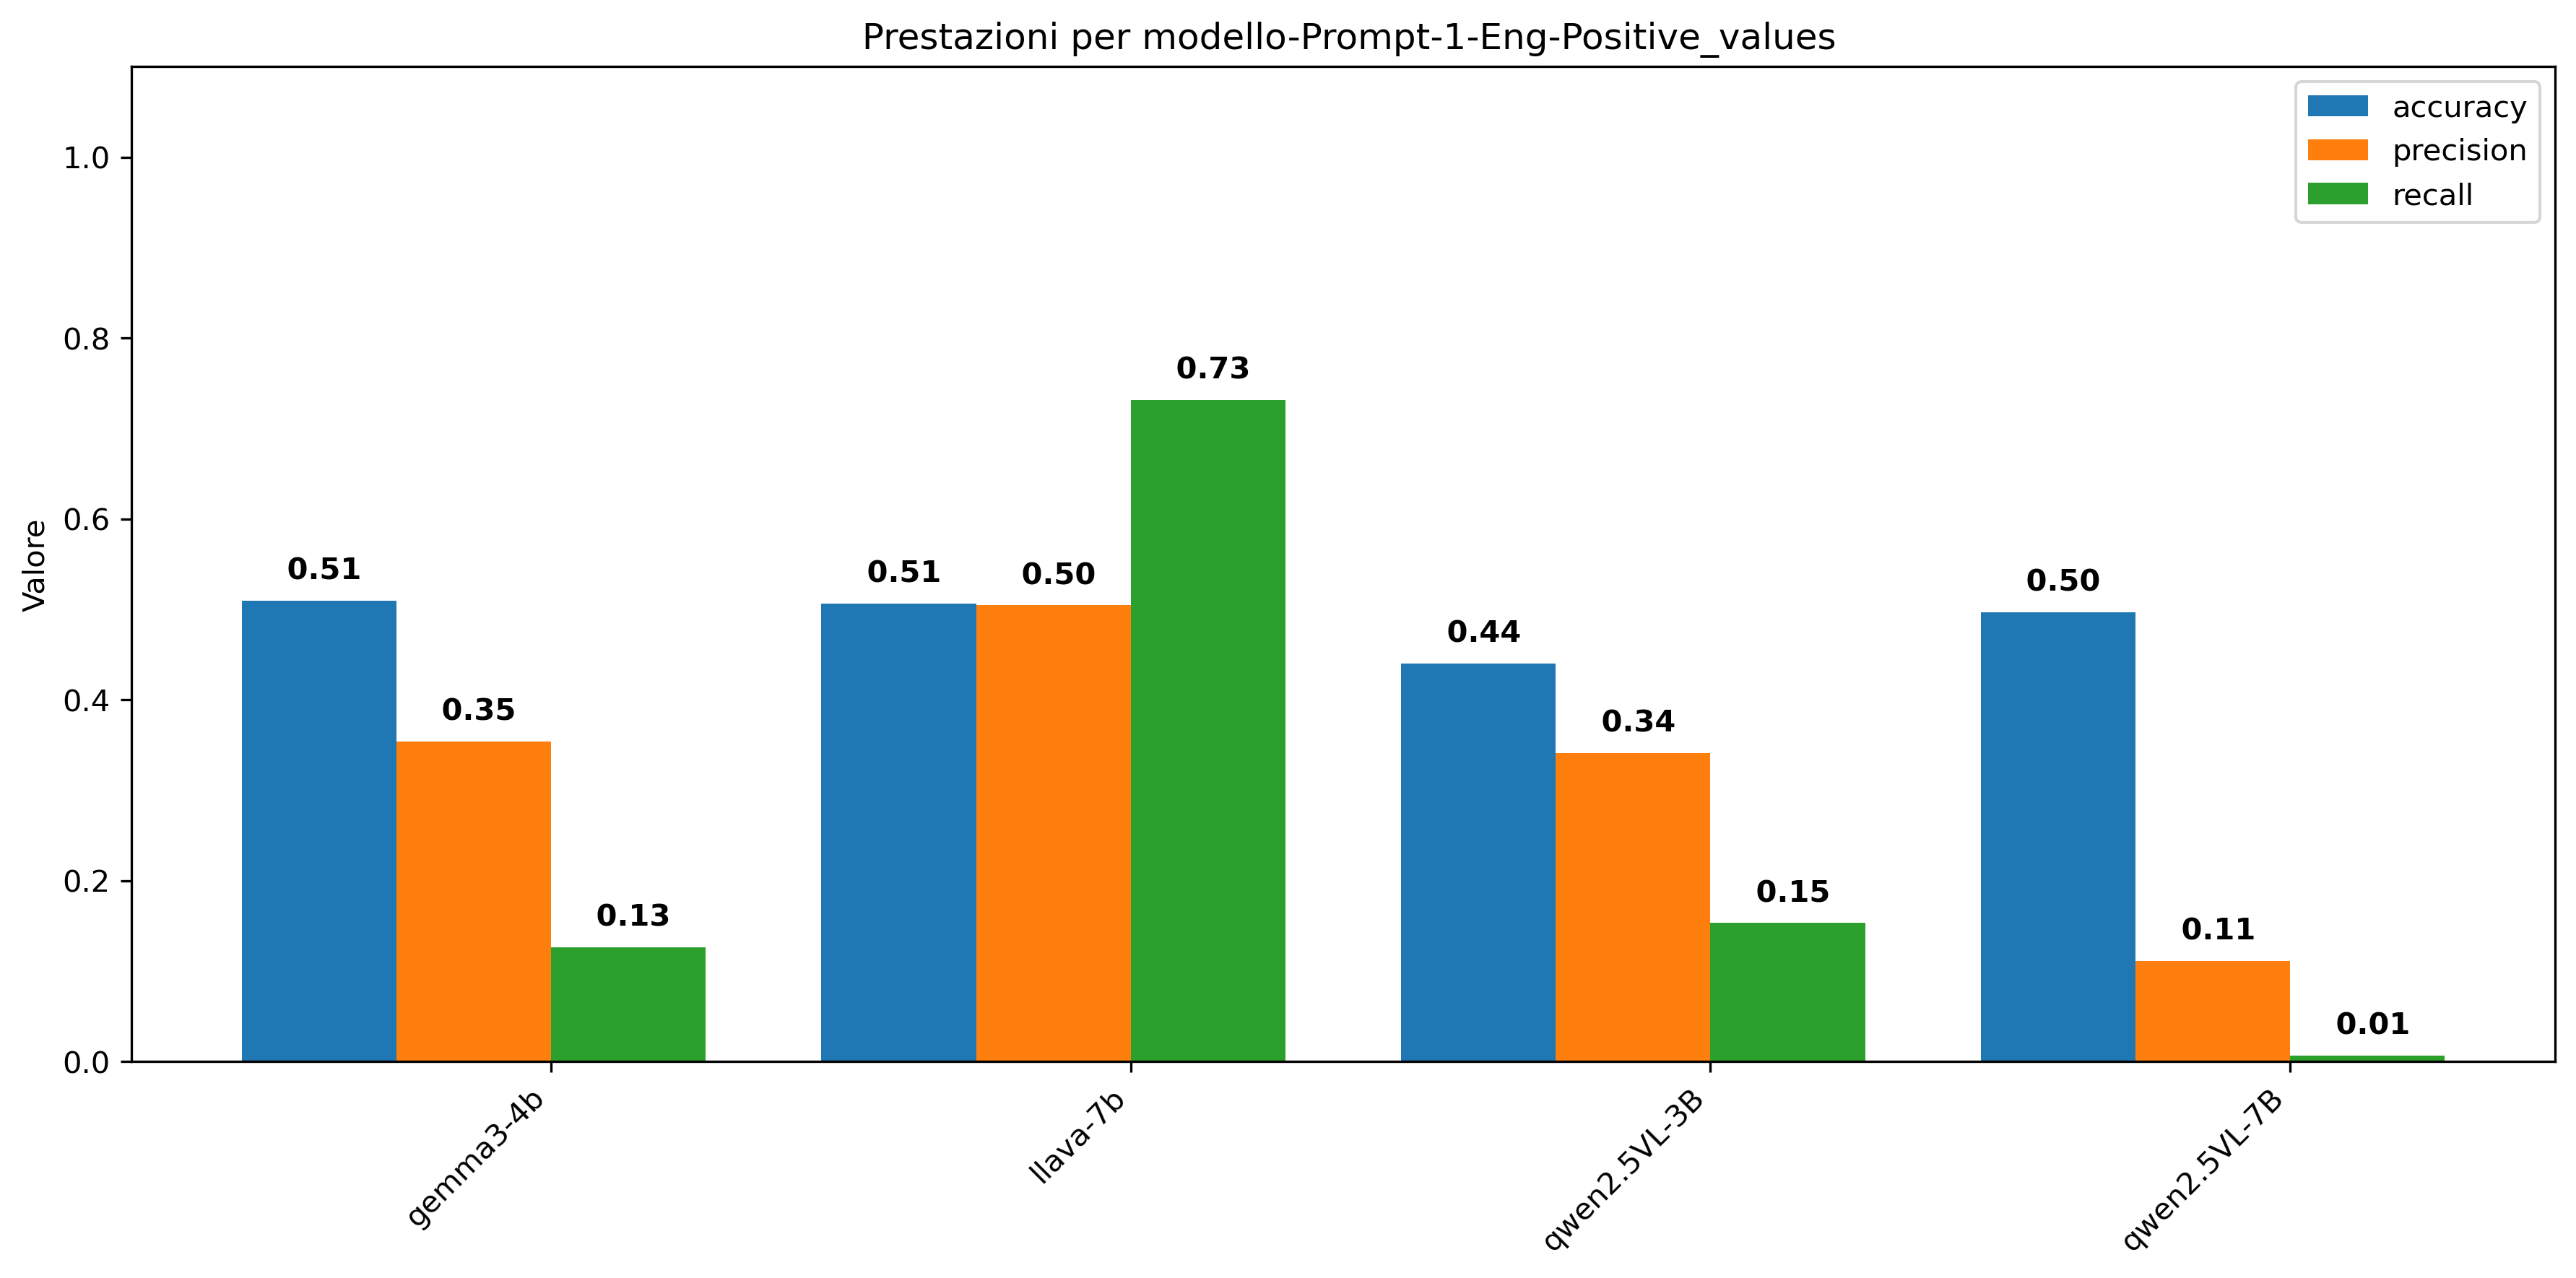 Prestazioni per modello-Prompt-1-Eng-Positive_values
accuracy
precision
recall
Valore
1.0
0.8
0.6
0.4
0.2
0.0
0.51
0.35
0.13
0.51
0.50
0.73
0.44
0.34
0.15
0.50
0.11
0.01
gemma3-4b
llava-7b
qwen2.5VL-3B
qwen2.5VL-7B